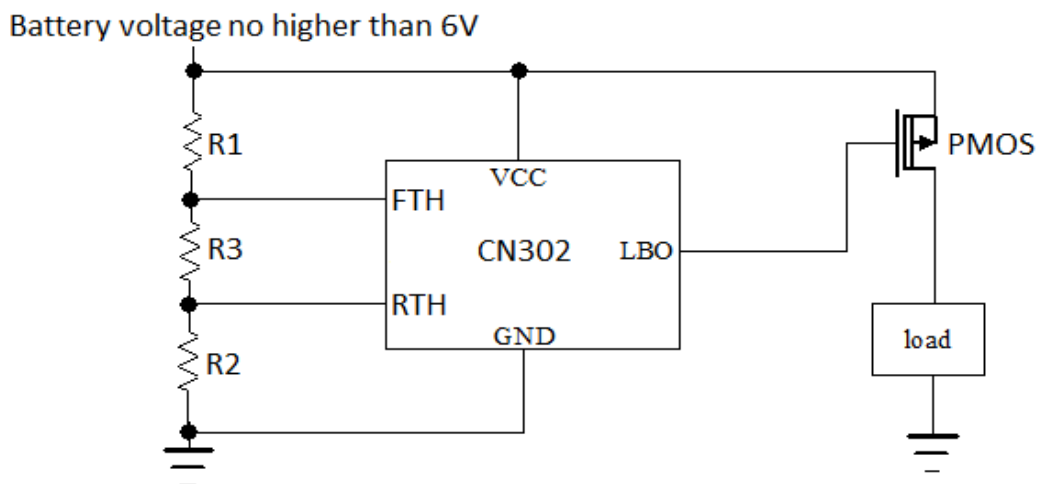 Battery voltage no higher than 6V
R1
PMOS
VCC
FTH
R3
CN302
LBO
RTH
GND
R2
load